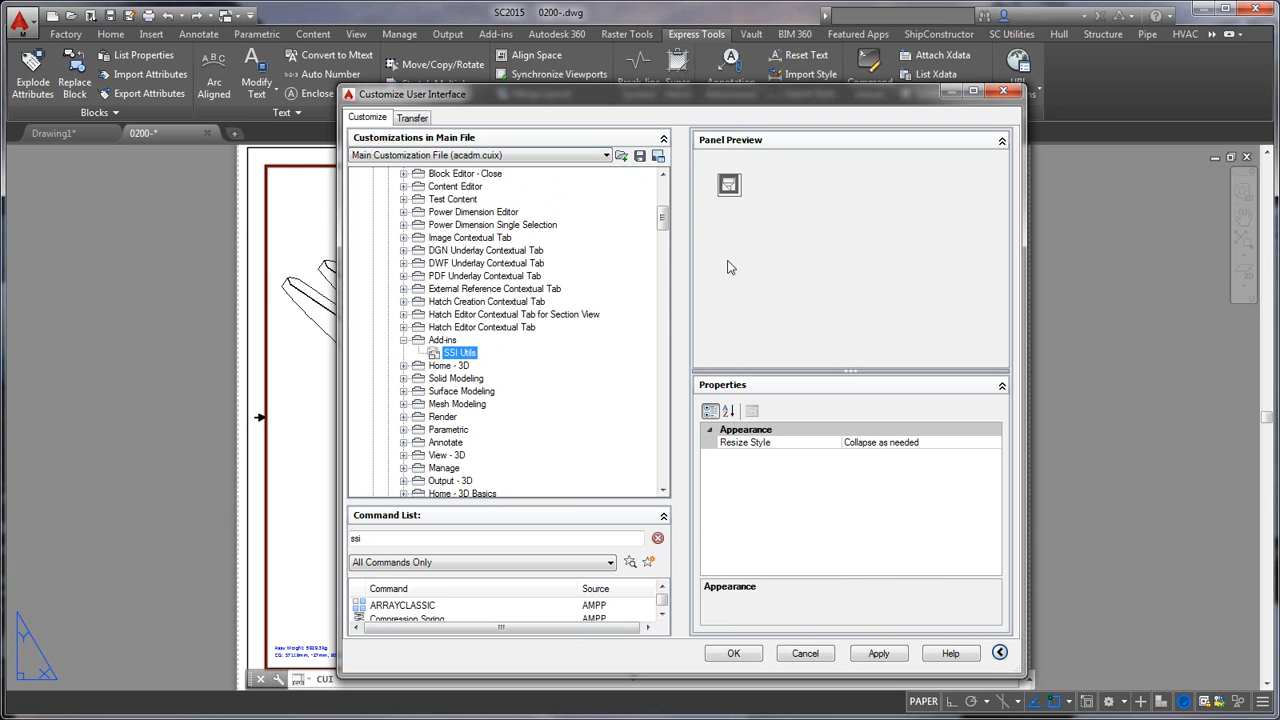 SC2015 0200-.dwg
Factory Home Insert Annotate Parametric Content View Manage Output Add-ins Autodesk 360 Raster Tools Express Tools Vault BIM 360 Featured Apps ShipConstructor SC Utilities Hull Structure Pipe HVAC
Explode Attributes
Replace Block
List Properties
Import Attributes
Export Attributes
Blocks
Arc Aligned
Modify Text
Convert to Mtext
Auto Number
Enclose
Text
Move/Copy/Rotate
Align Space
Synchronize Viewports
Reset Text
Import Style
Attach Xdata
List Xdata
Drawing1*
0200-*
Customize User Interface
Customize Transfer
Customizations in Main File
Main Customization File (acadm.cuix)
Block Editor - Close
Content Editor
Test Content
Power Dimension Editor
Power Dimension Single Selection
Image Contextual Tab
DGN Underlay Contextual Tab
DWF Underlay Contextual Tab
PDF Underlay Contextual Tab
External Reference Contextual Tab
Hatch Creation Contextual Tab
Hatch Editor Contextual Tab for Section View
Hatch Editor Contextual Tab
Add-ins
SSI Utils
Home - 3D
Solid Modeling
Surface Modeling
Mesh Modeling
Render
Parametric
Annotate
View - 3D
Manage
Output - 3D
Home - 3D Basics
Command List:
ssi
All Commands Only
Command Source
ARRAYCLASSIC AMPP
Compression Spring AMPP
Panel Preview
Properties
Appearance
Resize Style Collapse as needed
Appearance
OK Cancel Apply Help
CUI
PAPER